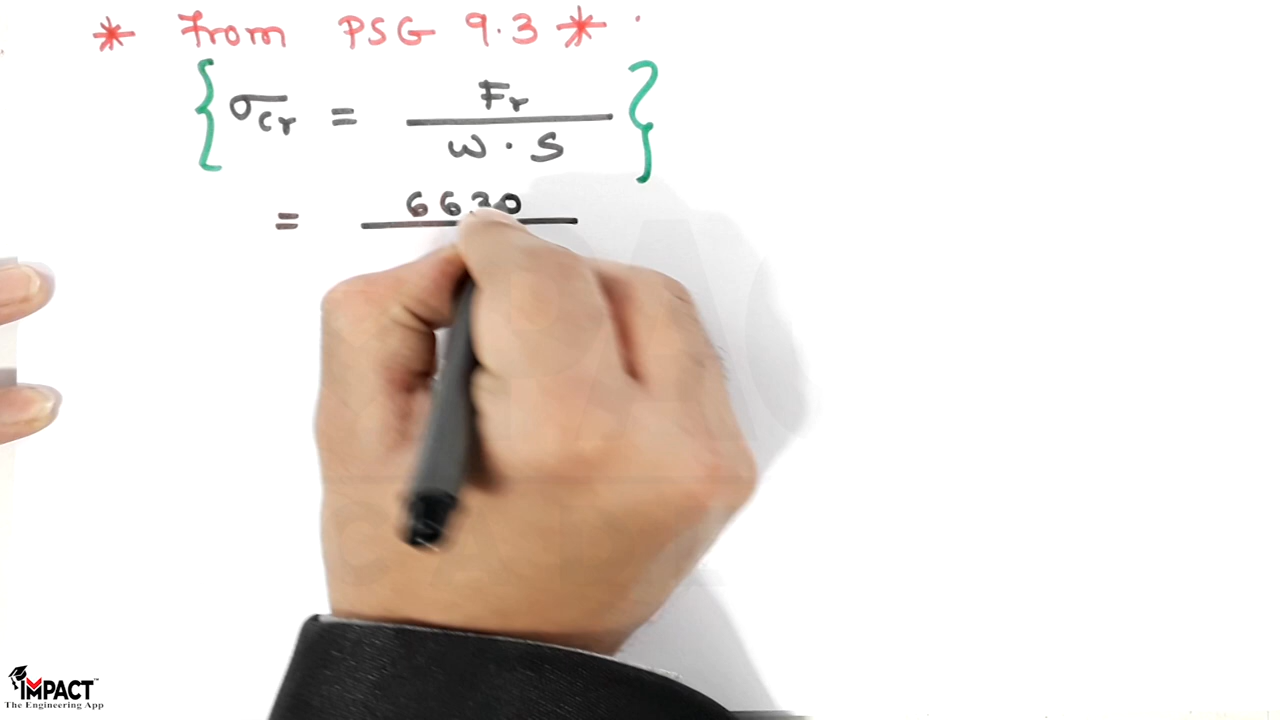 * From PSG 9.3 *
{ σcr = Fr / w · s }
= 6630
IMPACT
The Engineering App